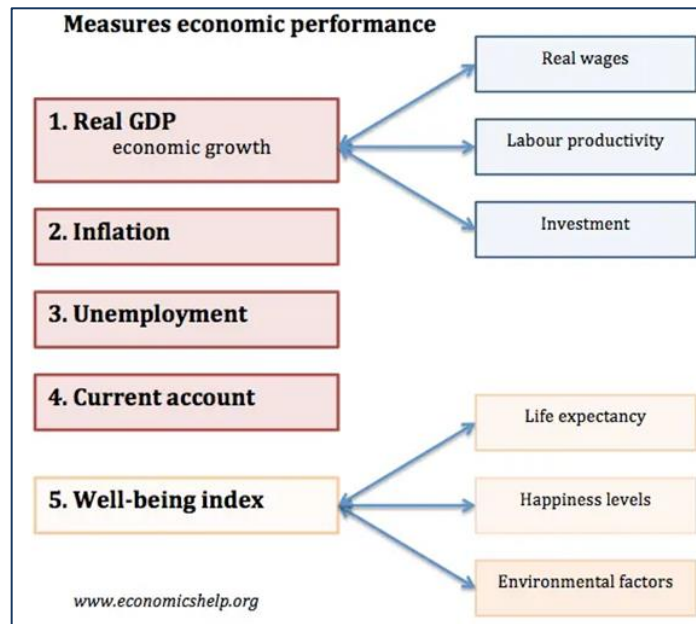 Measures economic performance
1. Real GDP
economic growth
2. Inflation
3. Unemployment
4. Current account
5. Well-being index
www.economicshelp.org
Real wages
Labour productivity
Investment
Life expectancy
Happiness levels
Environmental factors